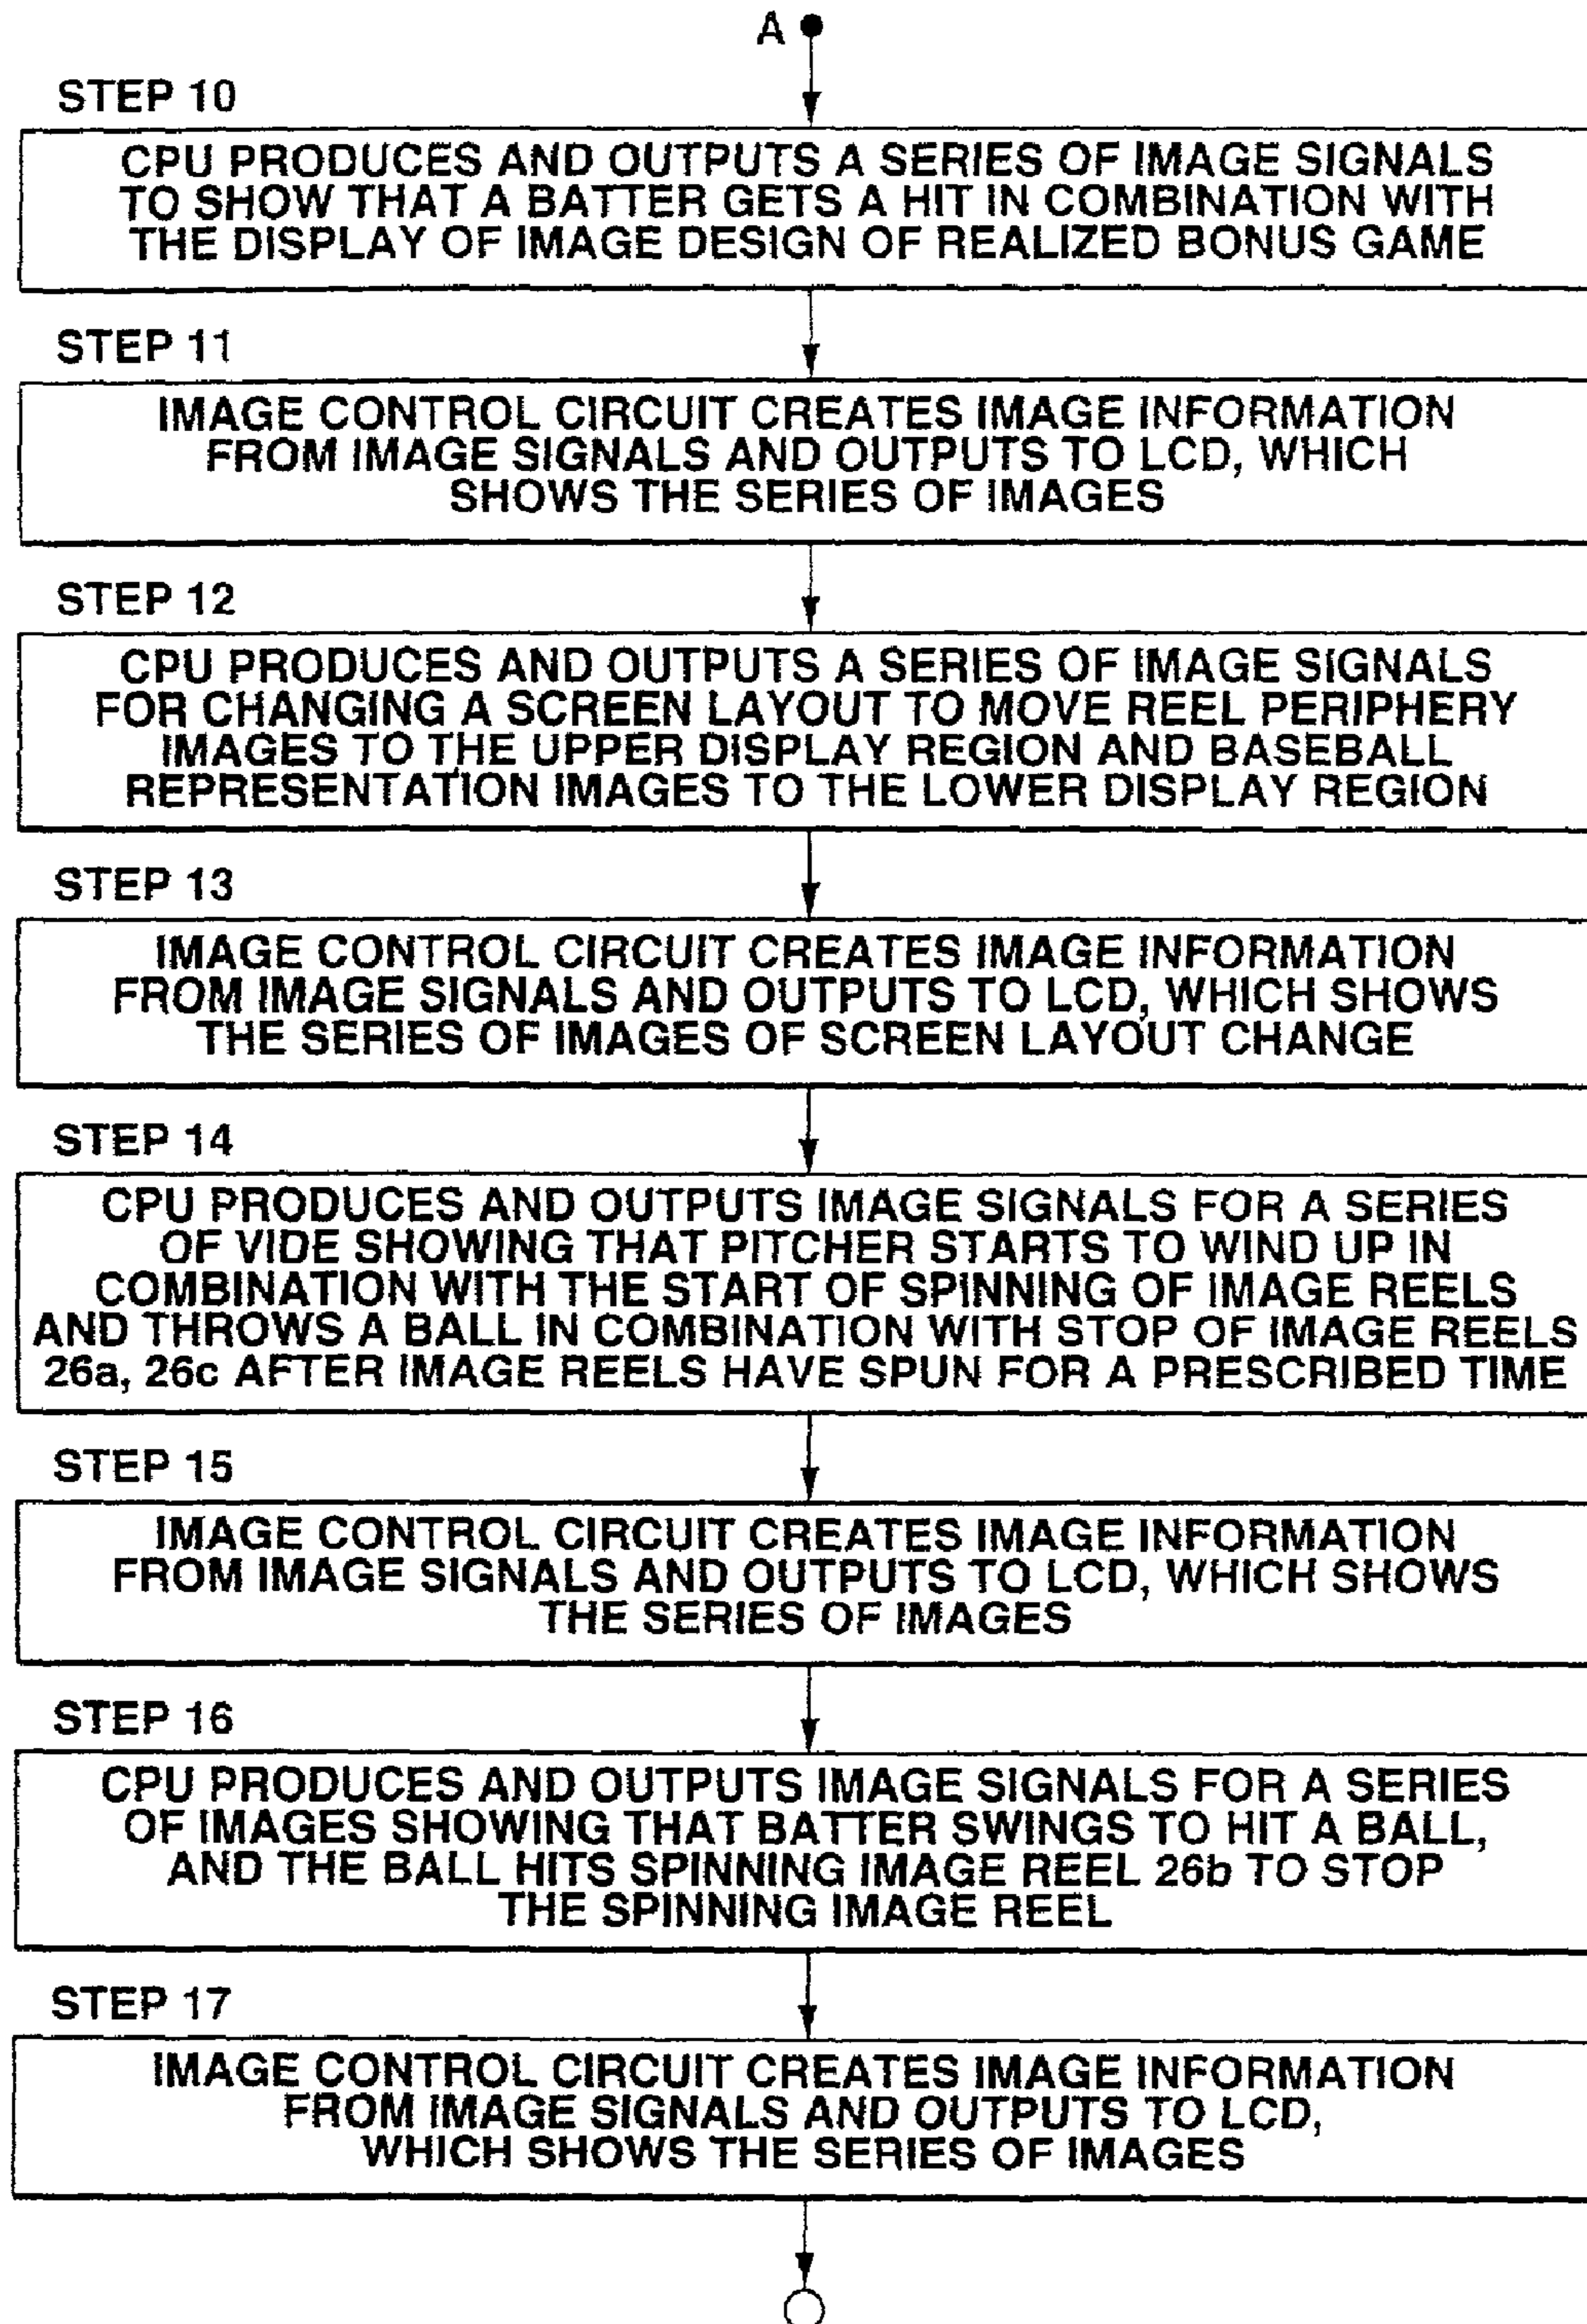 A
STEP 10
CPU PRODUCES AND OUTPUTS A SERIES OF IMAGE SIGNALS
TO SHOW THAT A BATTER GETS A HIT IN COMBINATION WITH
THE DISPLAY OF IMAGE DESIGN OF REALIZED BONUS GAME
STEP 11
IMAGE CONTROL CIRCUIT CREATES IMAGE INFORMATION
FROM IMAGE SIGNALS AND OUTPUTS TO LCD, WHICH
SHOWS THE SERIES OF IMAGES
STEP 12
CPU PRODUCES AND OUTPUTS A SERIES OF IMAGE SIGNALS
FOR CHANGING A SCREEN LAYOUT TO MOVE REEL PERIPHERY
IMAGES TO THE UPPER DISPLAY REGION AND BASEBALL
REPRESENTATION IMAGES TO THE LOWER DISPLAY REGION
STEP 13
IMAGE CONTROL CIRCUIT CREATES IMAGE INFORMATION
FROM IMAGE SIGNALS AND OUTPUTS TO LCD, WHICH SHOWS
THE SERIES OF IMAGES OF SCREEN LAYOUT CHANGE
STEP 14
CPU PRODUCES AND OUTPUTS IMAGE SIGNALS FOR A SERIES
OF VIDE SHOWING THAT PITCHER STARTS TO WIND UP IN
COMBINATION WITH THE START OF SPINNING OF IMAGE REELS
AND THROWS A BALL IN COMBINATION WITH STOP OF IMAGE REELS
26a, 26c AFTER IMAGE REELS HAVE SPUN FOR A PRESCRIBED TIME
STEP 15
IMAGE CONTROL CIRCUIT CREATES IMAGE INFORMATION
FROM IMAGE SIGNALS AND OUTPUTS TO LCD, WHICH SHOWS
THE SERIES OF IMAGES
STEP 16
CPU PRODUCES AND OUTPUTS IMAGE SIGNALS FOR A SERIES
OF IMAGES SHOWING THAT BATTER SWINGS TO HIT A BALL,
AND THE BALL HITS SPINNING IMAGE REEL 26b TO STOP
THE SPINNING IMAGE REEL
STEP 17
IMAGE CONTROL CIRCUIT CREATES IMAGE INFORMATION
FROM IMAGE SIGNALS AND OUTPUTS TO LCD,
WHICH SHOWS THE SERIES OF IMAGES